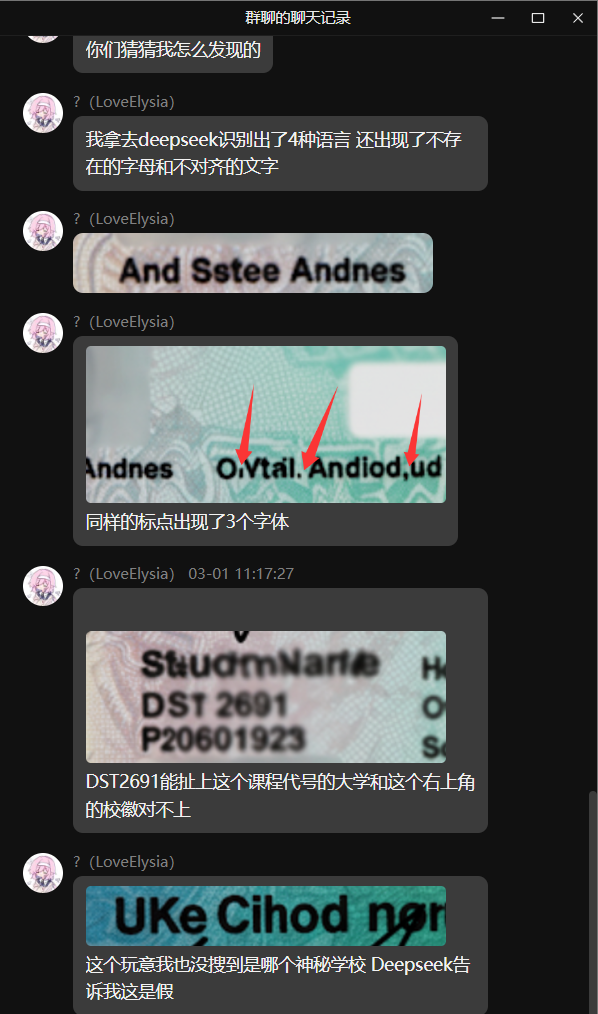 群聊的聊天记录
你们猜猜我怎么发现的
？（LoveElysia）
我拿去deepseek识别出了4种语言 还出现了不存
在的字母和不对齐的文字
？（LoveElysia）
And Sstee Andnes
？（LoveElysia）
Andnes
O.Vtail. Andiod,ud
同样的标点出现了3个字体
？（LoveElysia） 03-01 11:17:27
DST 2691
P20601923
DST2691能扯上这个课程代号的大学和这个右上角
的校徽对不上
？（LoveElysia）
UKe Cihod
这个玩意我也没搜到是哪个神秘学校 Deepseek告
诉我这是假